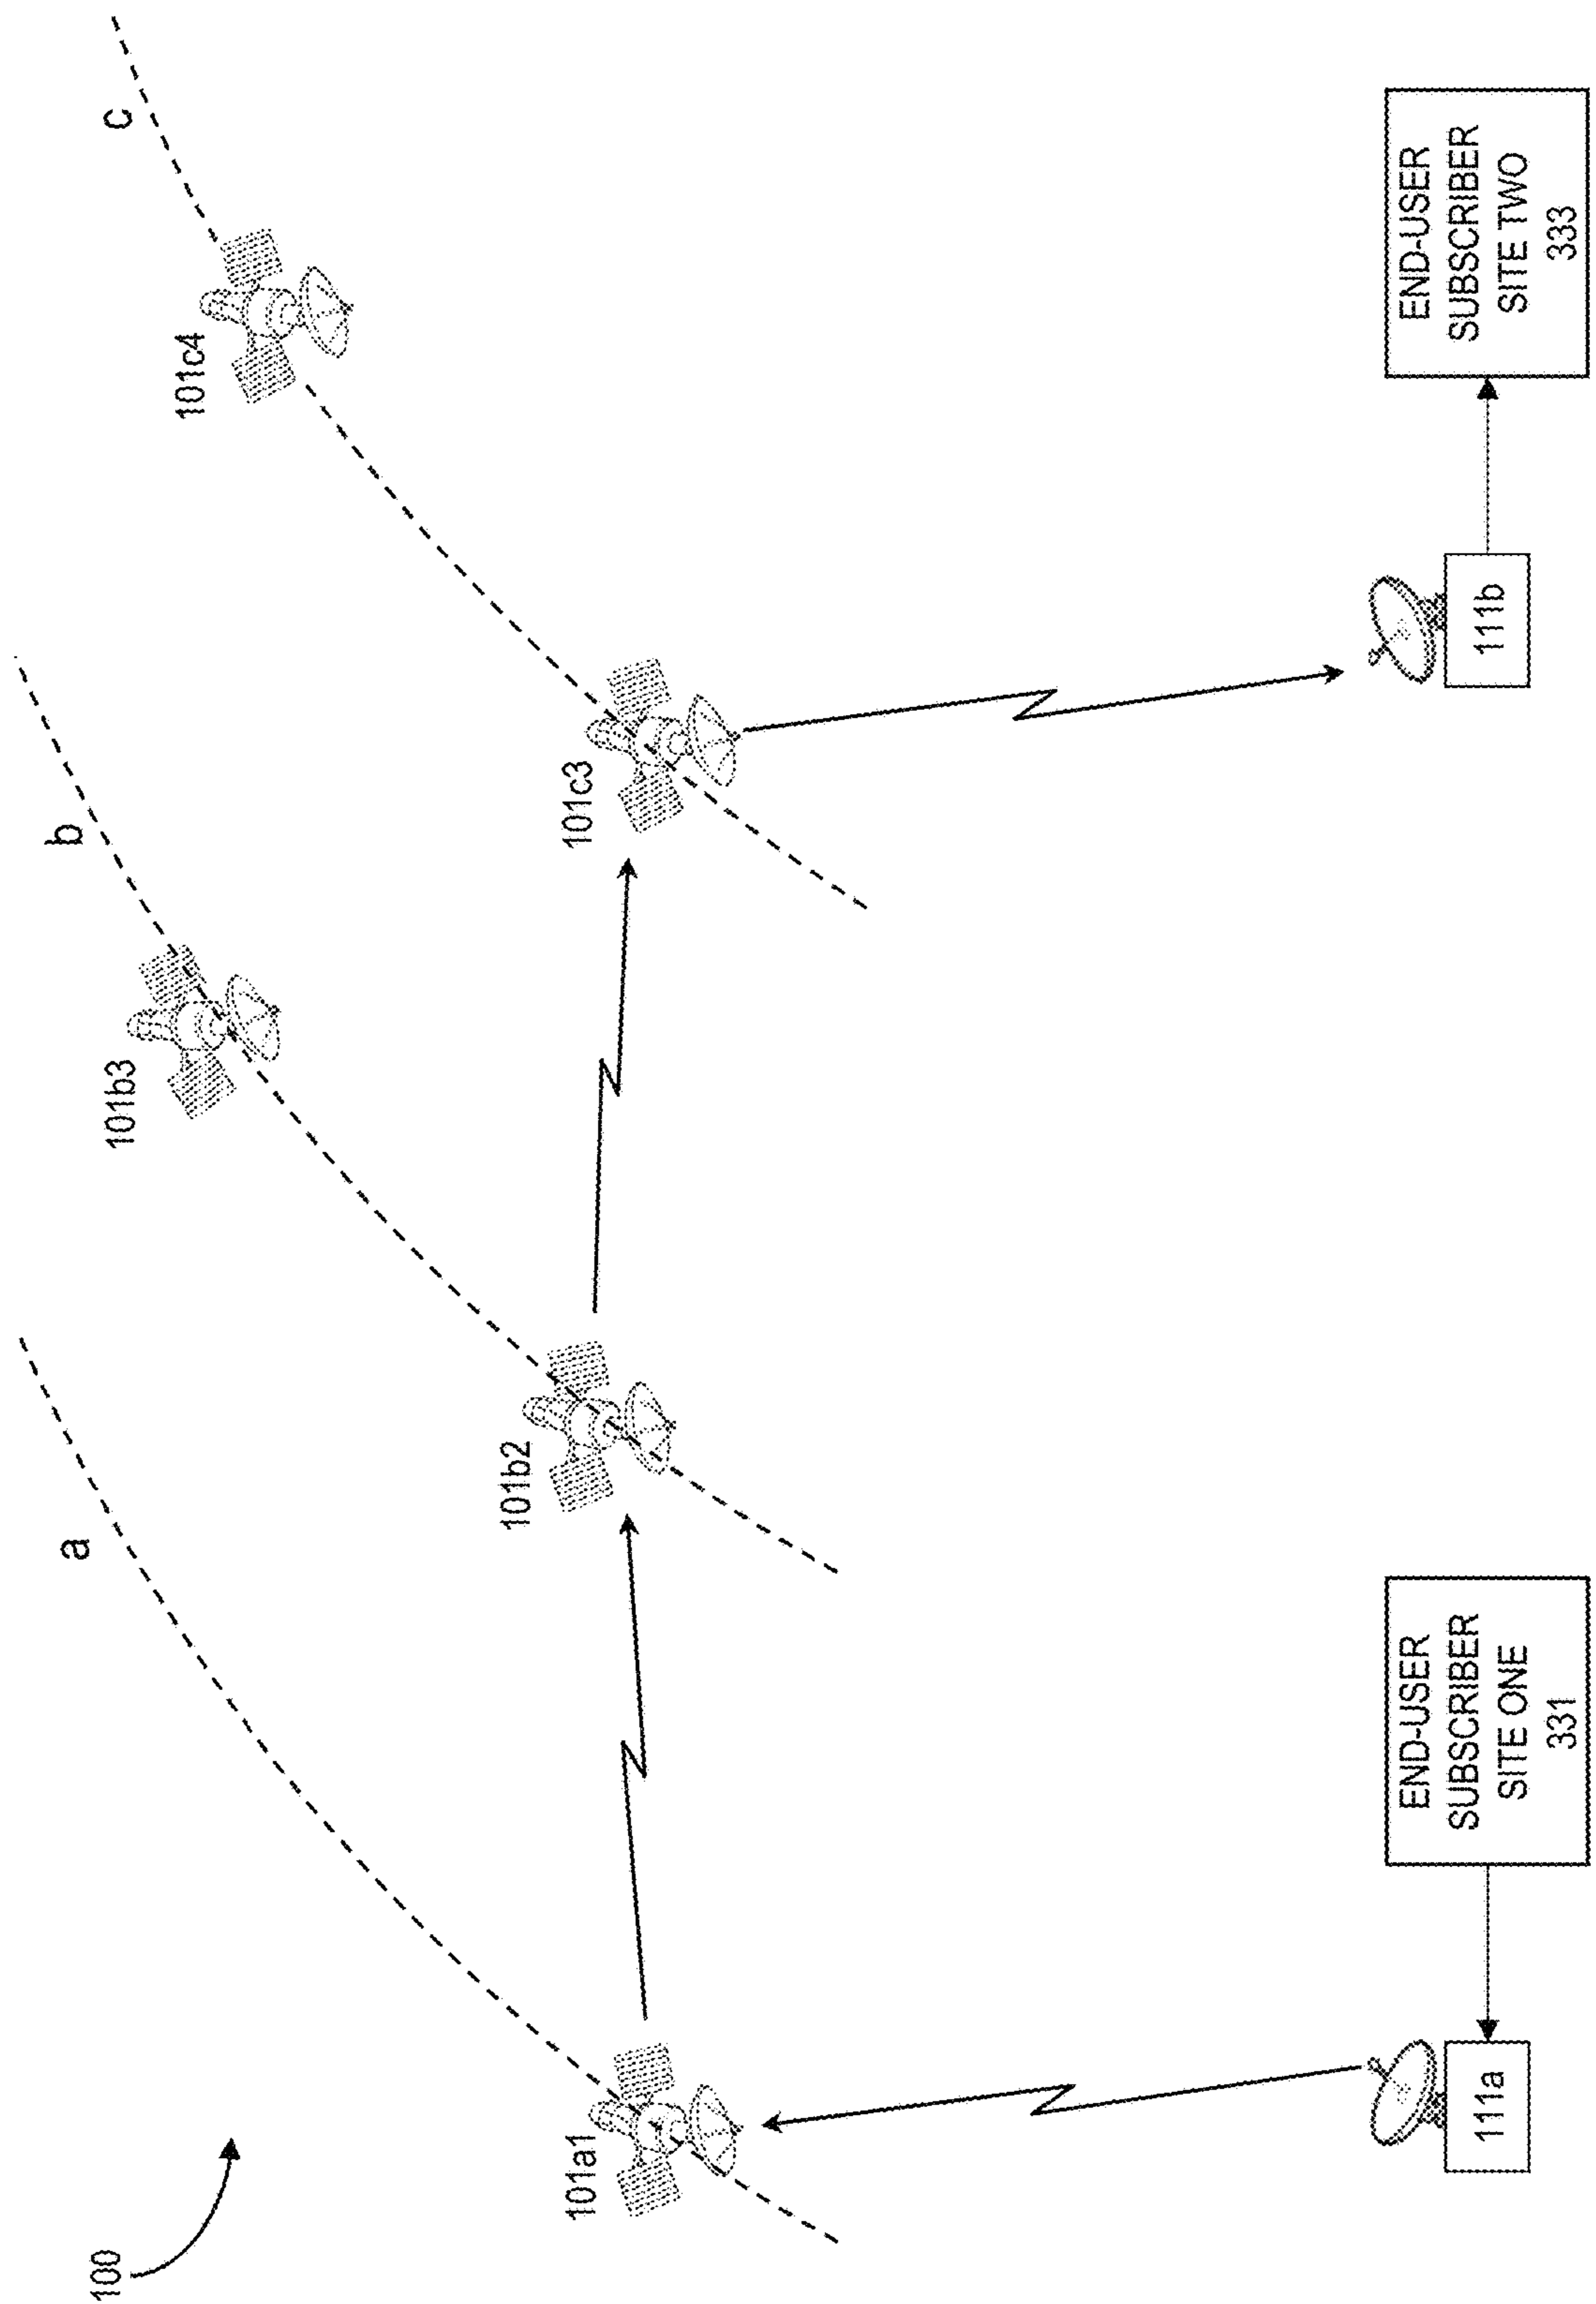 100
a
b
c
101a1
101b2
101b3
101c3
101c4
111a
END-USER
SUBSCRIBER
SITE ONE
331
111b
END-USER
SUBSCRIBER
SITE TWO
333